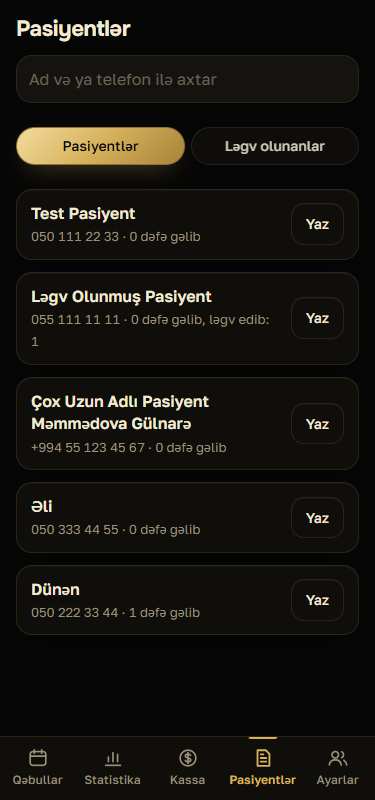 Pasiyentlər
Ad və ya telefon ilə axtar
Pasiyentlər
Ləgv olunanlar
Test Pasiyent
050 111 22 33 · 0 dəfə gəlib
Yaz
Ləgv Olunmuş Pasiyent
055 111 11 11 · 0 dəfə gəlib, ləgv edib:
1
Yaz
Çox Uzun Adlı Pasiyent
Məmmədova Gülnarə
+994 55 123 45 67 · 0 dəfə gəlib
Yaz
Əli
050 333 44 55 · 0 dəfə gəlib
Yaz
Dünən
050 222 33 44 · 1 dəfə gəlib
Yaz
Qəbullar
Statistika
Kassa
Pasiyentlər
Ayarlar